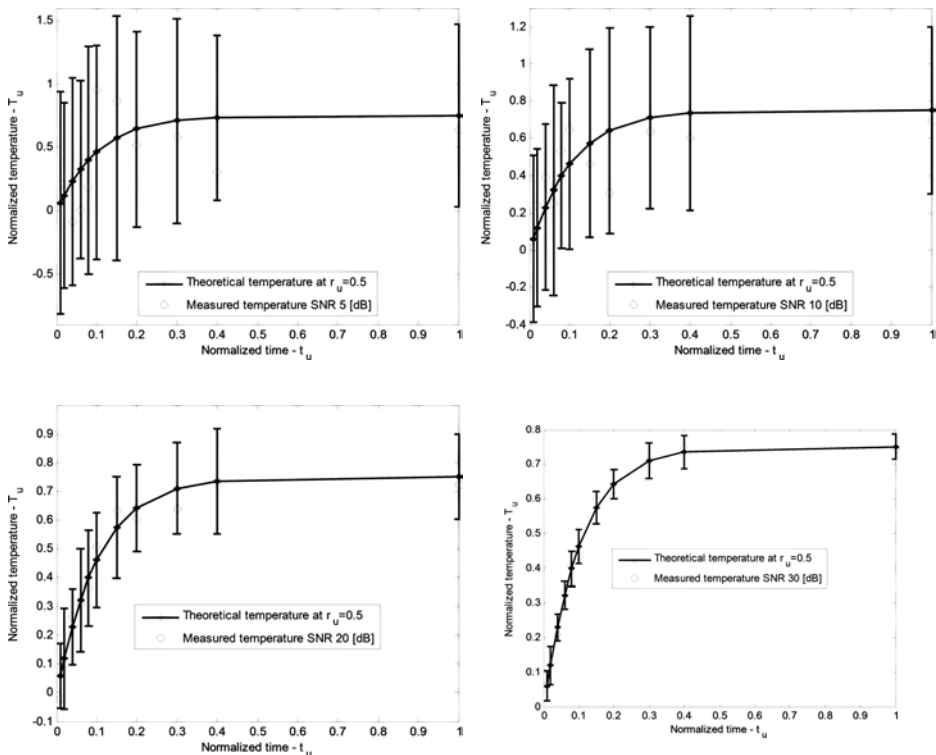 1.5
1
0.5
0
-0.5
Normalized temperature - T_u
Theoretical temperature at r_u=0.5
Measured temperature SNR 5 [dB]
0 0.1 0.2 0.3 0.4 0.5 0.6 0.7 0.8 0.9 1
Normalized time - t_u
1.2
1
0.8
0.6
0.4
0.2
0
-0.2
-0.4
Normalized temperature - T_u
Theoretical temperature at r_u=0.5
Measured temperature SNR 10 [dB]
0 0.1 0.2 0.3 0.4 0.5 0.6 0.7 0.8 0.9 1
Normalized time - t_u
0.9
0.8
0.7
0.6
0.5
0.4
0.3
0.2
0.1
0
-0.1
Normalized temperature - T_u
Theoretical temperature at r_u=0.5
Measured temperature SNR 20 [dB]
0 0.1 0.2 0.3 0.4 0.5 0.6 0.7 0.8 0.9 1
Normalized time - t_u
0.8
0.7
0.6
0.5
0.4
0.3
0.2
0.1
0
Normalized temperature - T_u
Theoretical temperature at r_u=0.5
Measured temperature SNR 30 [dB]
0 0.1 0.2 0.3 0.4 0.5 0.6 0.7 0.8 0.9 1
Normalized time - t_u